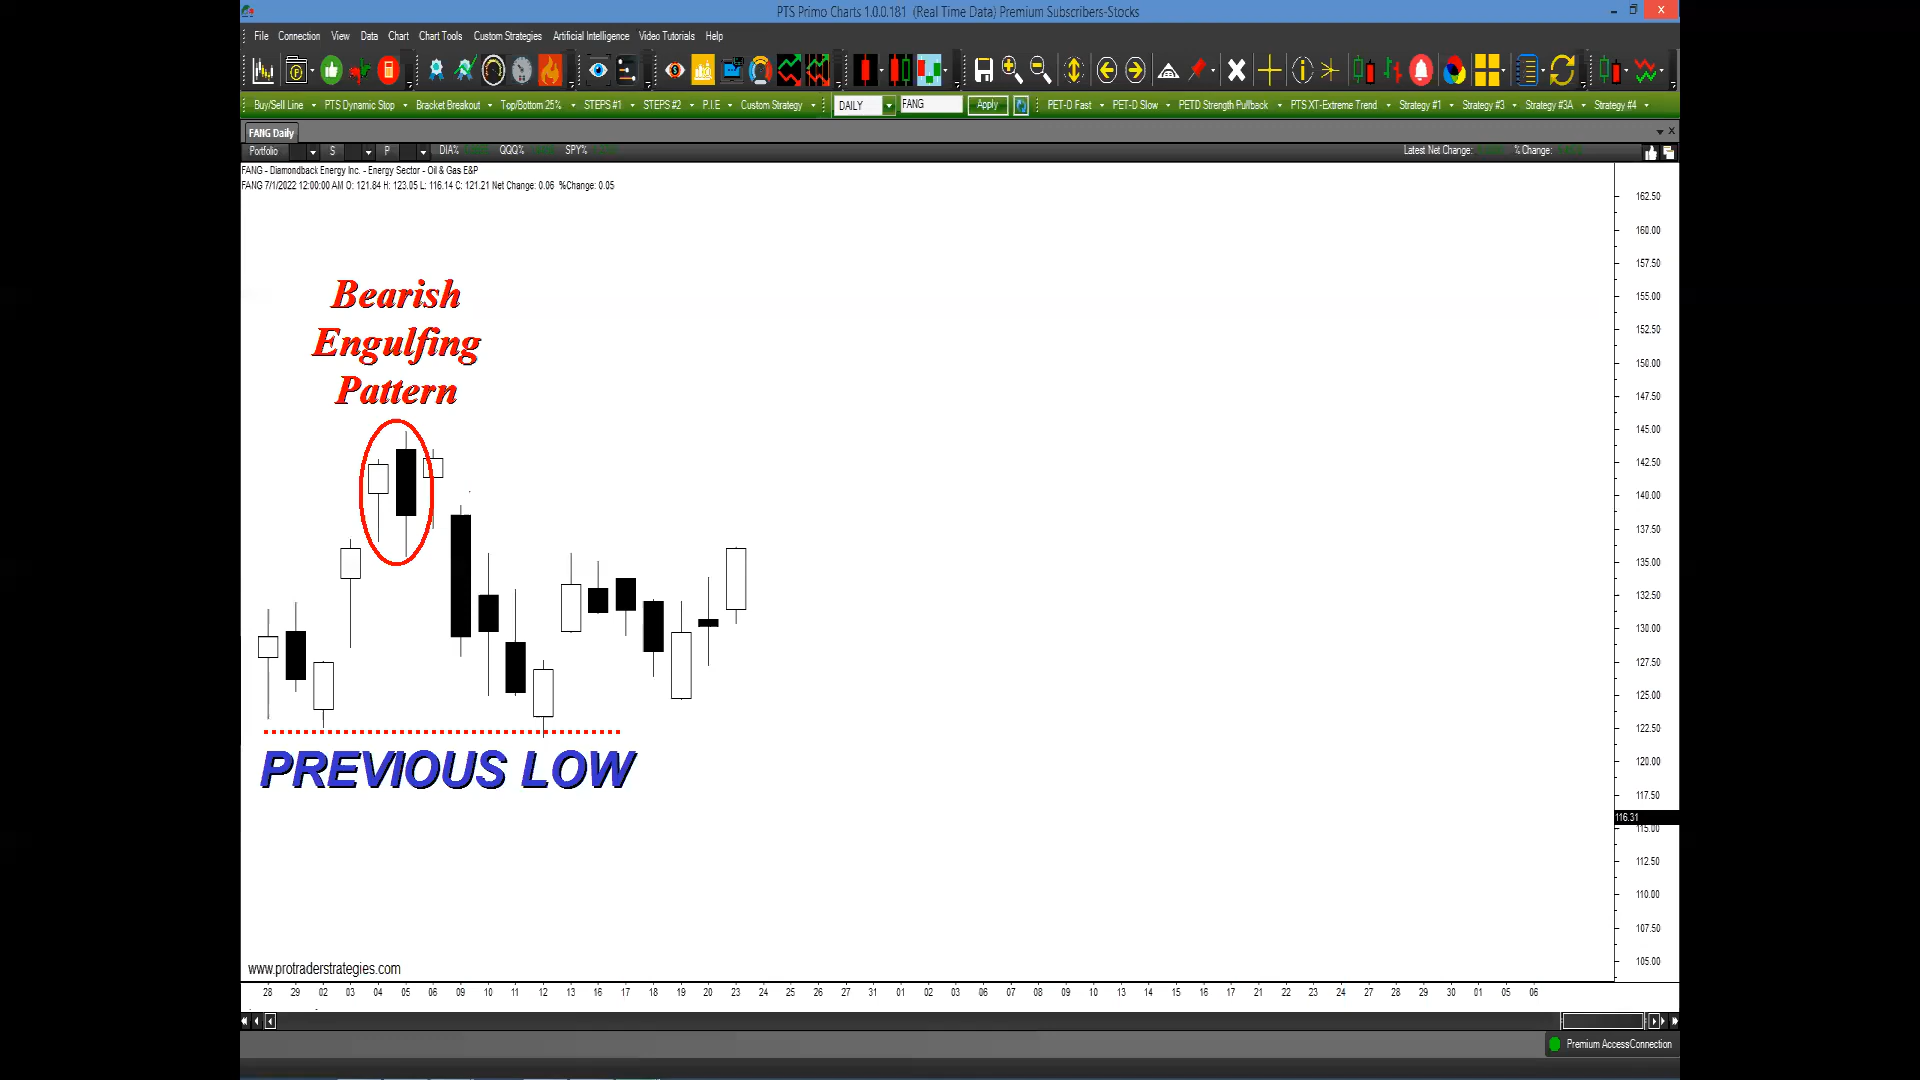 PTS Primo Charts 1.0.0.181 (Real Time Data) Premium Subscribers-Stocks
File Connection View Data Chart Chart Tools Custom Strategies Artificial Intelligence Video Tutorials Help
Buy/Sell Line PTS Dynamic Stop Bracket Breakout Top/Bottom 25% STEPS #1 STEPS #2 P.I.E Custom Strategy DAILY FANG Apply PET-D Fast PET-D Slow PETD Strength Pullback PTS XT-Extreme Trend Strategy #1 Strategy #3 Strategy #3A Strategy #4
FANG Daily
Portfolio S P DIA% QQQ% SPY% Latest Net Change: % Change:
FANG - Diamondback Energy Inc. - Energy Sector - Oil & Gas E&P
FANG 7/1/2022 12:00:00 AM O: 121.84 H: 123.05 L: 116.14 C: 121.21 Net Change: 0.06 %Change: 0.05
162.50
160.00
157.50
155.00
152.50
150.00
147.50
145.00
142.50
140.00
137.50
135.00
132.50
130.00
127.50
125.00
122.50
120.00
117.50
116.31
115.00
112.50
110.00
107.50
105.00
Bearish
Engulfing
Pattern
PREVIOUS LOW
www.protraderstrategies.com
28 29 02 03 04 05 06 09 10 11 12 13 16 17 18 19 20 23 24 25 26 27 31 01 02 03 06 07 08 09 10 13 14 15 16 17 21 22 23 24 27 28 29 30 01 05 06
Premium AccessConnection